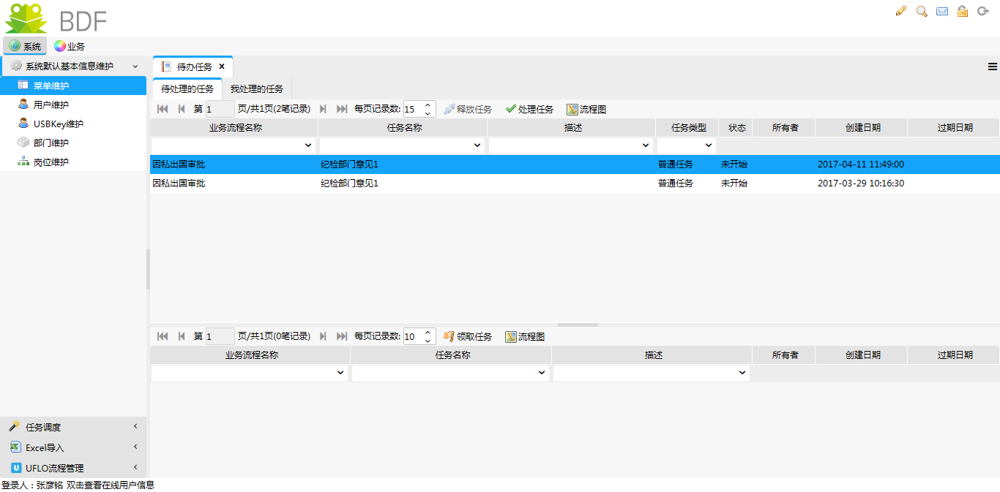 BDF
系统 业务
系统默认基本信息维护
菜单维护
用户维护
USBKey维护
部门维护
岗位维护
任务调度
Excel导入
U UFLO流程管理
待办任务 ×
待处理的任务 我处理的任务
第 1 页/共1页(2笔记录) 每页记录数: 15 释放任务 处理任务 流程图
业务流程名称 任务名称 描述 任务类型 状态 所有者 创建日期 过期日期
因私出国审批 纪检部门意见1 普通任务 未开始 2017-04-11 11:49:00
因私出国审批 纪检部门意见1 普通任务 未开始 2017-03-29 10:16:30
第 1 页/共1页(0笔记录) 每页记录数: 10 领取任务 流程图
业务流程名称 任务名称 描述 所有者 创建日期 过期日期
登录人：张彦铭 双击查看在线用户信息